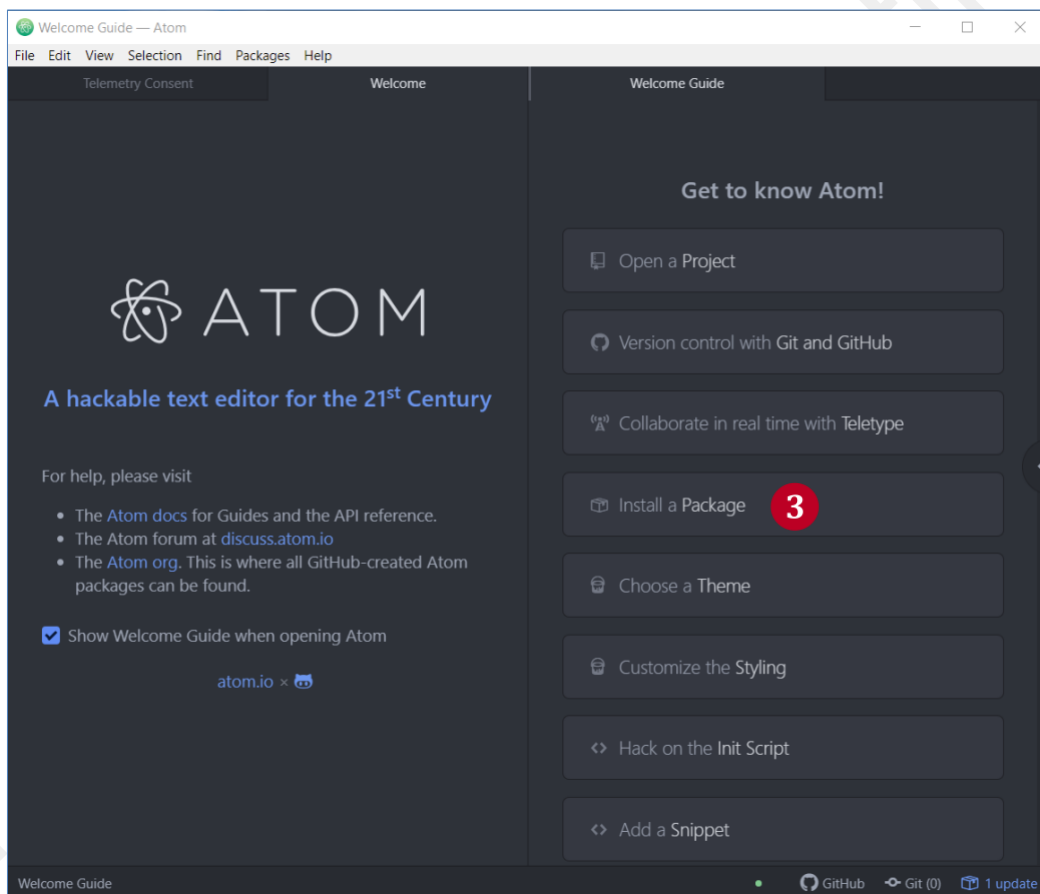 Welcome Guide — Atom
File Edit View Selection Find Packages Help
Telemetry Consent
Welcome
Welcome Guide
ATOM
A hackable text editor for the 21st Century
For help, please visit
• The Atom docs for Guides and the API reference.
• The Atom forum at discuss.atom.io
• The Atom org. This is where all GitHub-created Atom
packages can be found.
Show Welcome Guide when opening Atom
atom.io ×
Get to know Atom!
Open a Project
Version control with Git and GitHub
Collaborate in real time with Teletype
Install a Package 3
Choose a Theme
Customize the Styling
Hack on the Init Script
Add a Snippet
Welcome Guide
GitHub Git (0) 1 update